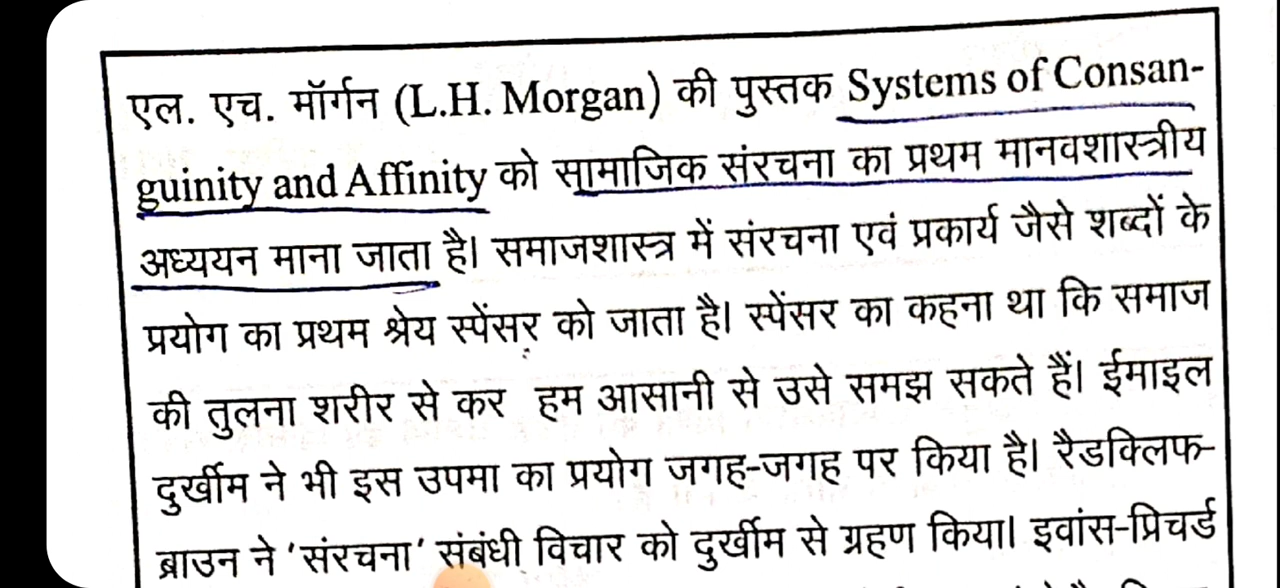 एल. एच. मॉर्गन (L.H. Morgan) की पुस्तक Systems of Consan-
guinity and Affinity को सामाजिक संरचना का प्रथम मानवशास्त्रीय
अध्ययन माना जाता है। समाजशास्त्र में संरचना एवं प्रकार्य जैसे शब्दों के
प्रयोग का प्रथम श्रेय स्पेंसर को जाता है। स्पेंसर का कहना था कि समाज
की तुलना शरीर से कर हम आसानी से उसे समझ सकते हैं। ईमाइल
दुर्खीम ने भी इस उपमा का प्रयोग जगह-जगह पर किया है। रैडक्लिफ-
ब्राउन ने 'संरचना' संबंधी विचार को दुर्खीम से ग्रहण किया। इवांस-प्रिचर्ड